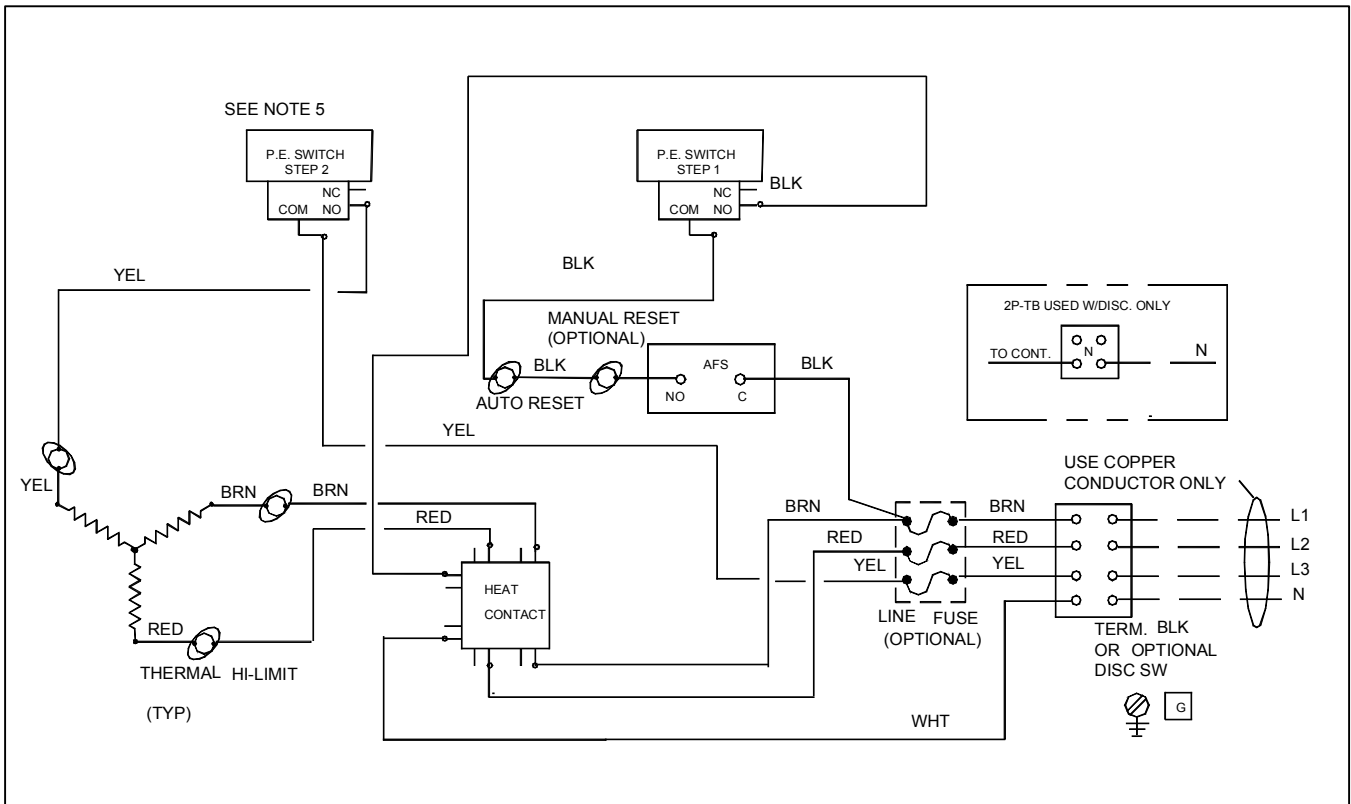 SEE NOTE 5
P.E. SWITCH
STEP 2
NC
COM NO
P.E. SWITCH
STEP 1
NC
COM NO
BLK
YEL
BLK
MANUAL RESET
(OPTIONAL)
BLK
AUTO RESET
AFS
NO
C
BLK
2P-TB USED W/DISC. ONLY
TO CONT.
N
N
YEL
YEL
BRN
BRN
RED
HEAT
CONTACT
RED
THERMAL HI-LIMIT
(TYP)
USE COPPER
CONDUCTOR ONLY
BRN
BRN
L1
RED
RED
L2
YEL
YEL
L3
N
LINE FUSE
(OPTIONAL)
TERM. BLK
OR OPTIONAL
DISC SW
G
WHT